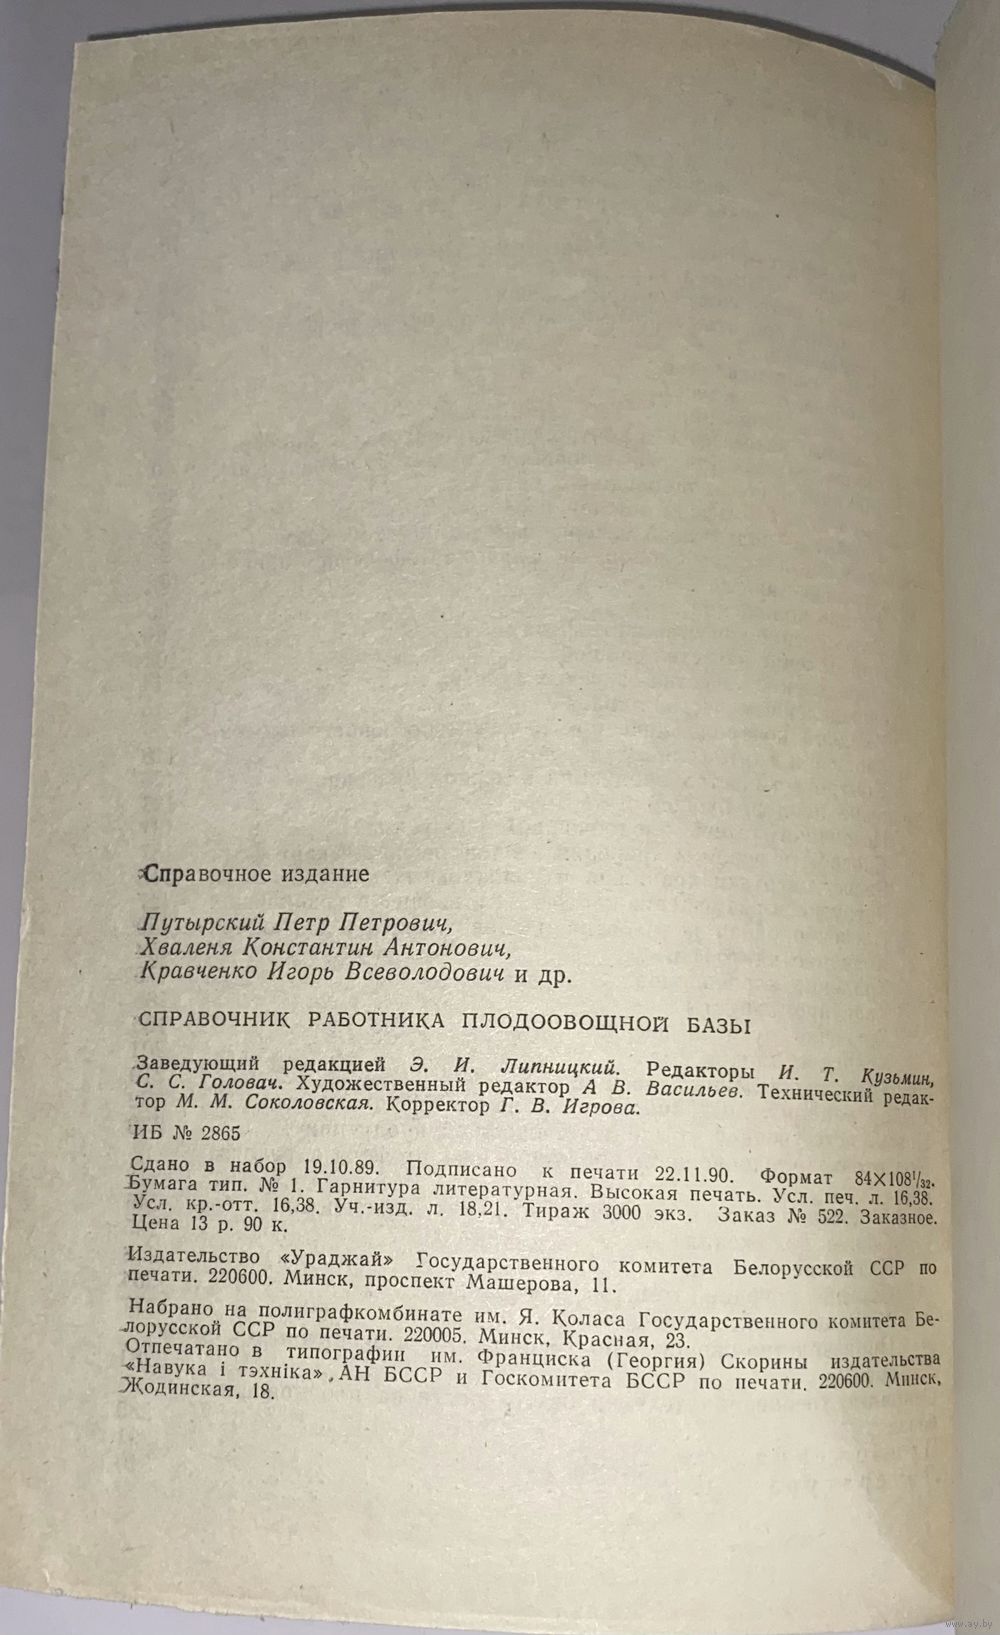 Справочное издание
Путырский Петр Петрович,
Хваленя Константин Антонович,
Кравченко Игорь Всеволодович и др.
СПРАВОЧНИК РАБОТНИКА ПЛОДООВОЩНОЙ БАЗЫ
Заведующий редакцией Э. И. Липницкий. Редакторы И. Т. Кузьмин,
С. С. Головач. Художественный редактор А В. Васильев. Технический редак-
тор М. М. Соколовская. Корректор Г. В. Игрова.
ИБ № 2865
Сдано в набор 19.10.89. Подписано к печати 22.11.90. Формат 84×108¹/₃₂.
Бумага тип. № 1. Гарнитура литературная. Высокая печать. Усл. печ. л. 16,38.
Усл. кр.-отт. 16,38. Уч.-изд. л. 18,21. Тираж 3000 экз. Заказ № 522. Заказное.
Цена 13 р. 90 к.
Издательство «Ураджай» Государственного комитета Белорусской ССР по
печати. 220600. Минск, проспект Машерова, 11.
Набрано на полиграфкомбинате им. Я. Коласа Государственного комитета Бе-
лорусской ССР по печати. 220005. Минск, Красная, 23.
Отпечатано в типографии им. Франциска (Георгия) Скорины издательства
«Навука і тэхніка», АН БССР и Госкомитета БССР по печати. 220600. Минск,
Жодинская, 18.
www.ay.by